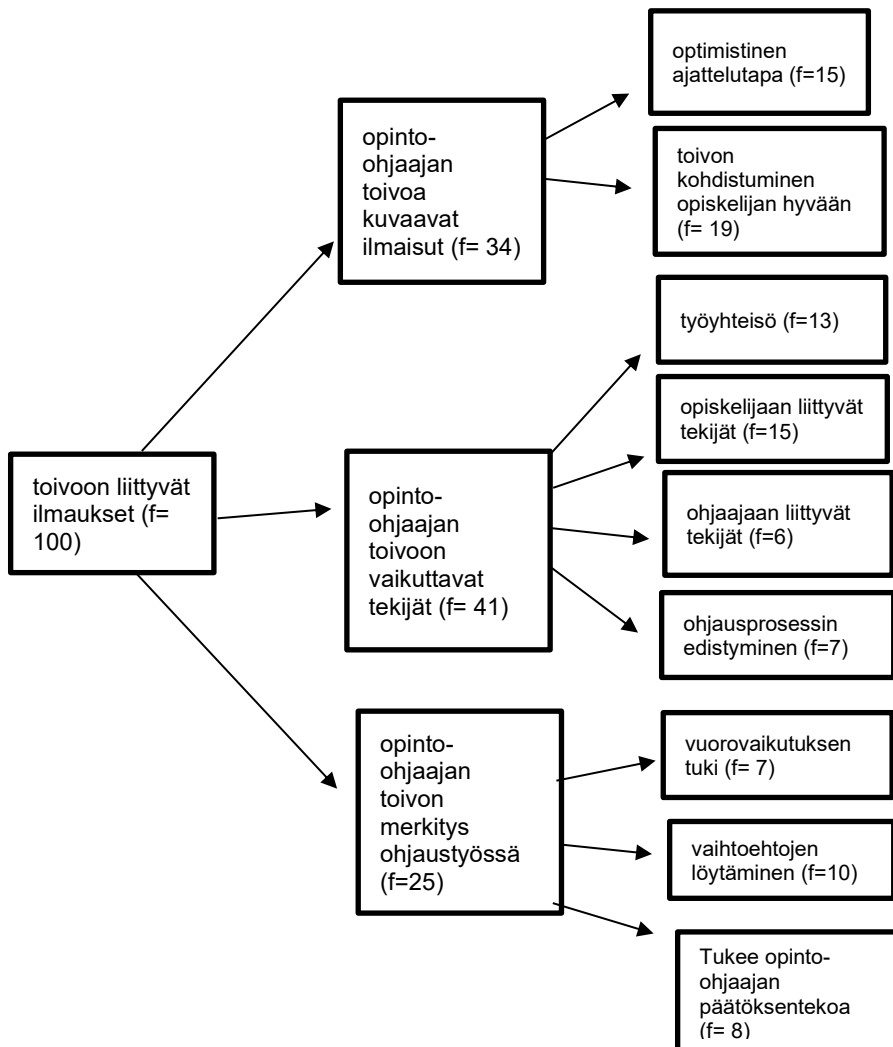 toivoon liittyvät
ilmaukset (f=
100)
opinto-
ohjaajan
toivoa
kuvaavat
ilmaisut (f= 34)
optimistinen
ajattelutapa (f=15)
toivon
kohdistuminen
opiskelijan hyvään
(f= 19)
opinto-
ohjaajan
toivoon
vaikuttavat
tekijät (f= 41)
työyhteisö (f=13)
opiskelijaan liittyvät
tekijät (f=15)
ohjaajaan liittyvät
tekijät (f=6)
ohjausprosessin
edistyminen (f=7)
opinto-
ohjaajan
toivon
merkitys
ohjaustyössä
(f=25)
vuorovaikutuksen
tuki (f= 7)
vaihtoehtojen
löytäminen (f=10)
Tukee opinto-
ohjaajan
päätöksentekoa
(f= 8)